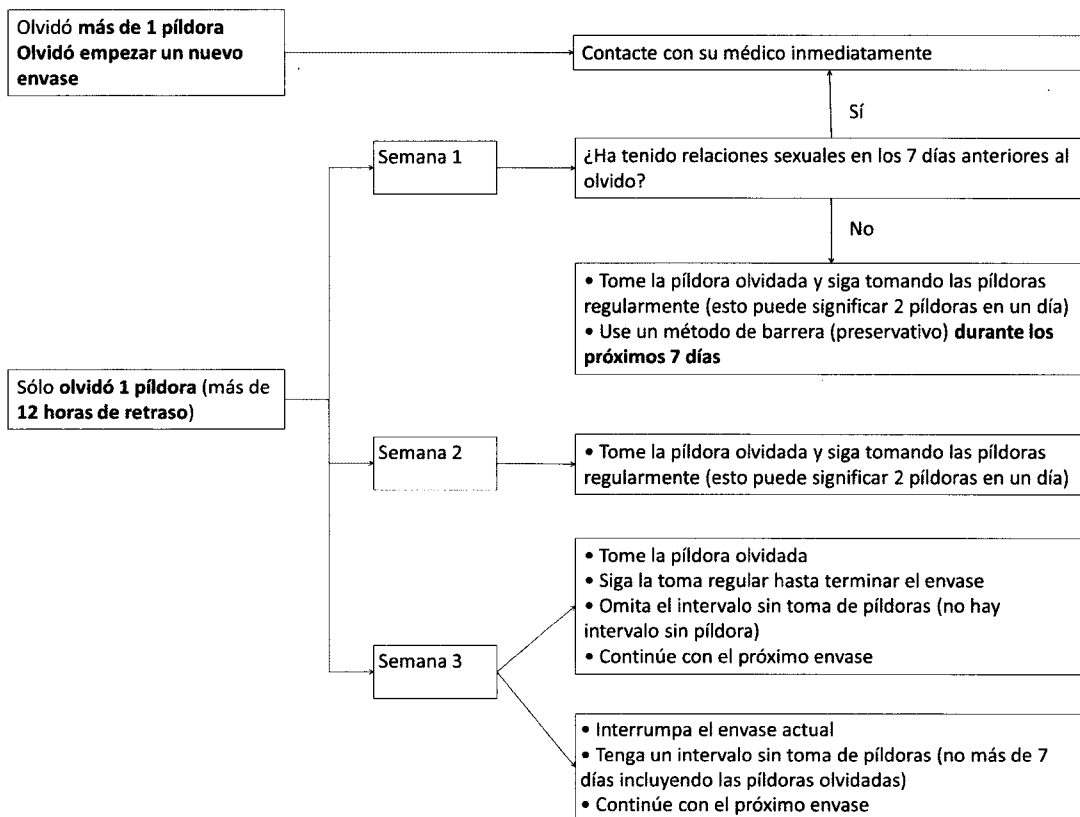 Olvidó más de 1 píldora
Olvidó empezar un nuevo
envase
Contacte con su médico inmediatamente
Sí
Semana 1
¿Ha tenido relaciones sexuales en los 7 días anteriores al
olvido?
No
• Tome la píldora olvidada y siga tomando las píldoras
regularmente (esto puede significar 2 píldoras en un día)
• Use un método de barrera (preservativo) durante los
próximos 7 días
Sólo olvidó 1 píldora (más de
12 horas de retraso)
Semana 2
• Tome la píldora olvidada y siga tomando las píldoras
regularmente (esto puede significar 2 píldoras en un día)
• Tome la píldora olvidada
• Siga la toma regular hasta terminar el envase
• Omita el intervalo sin toma de píldoras (no hay
intervalo sin píldora)
• Continúe con el próximo envase
Semana 3
• Interrumpa el envase actual
• Tenga un intervalo sin toma de píldoras (no más de 7
días incluyendo las píldoras olvidadas)
• Continúe con el próximo envase